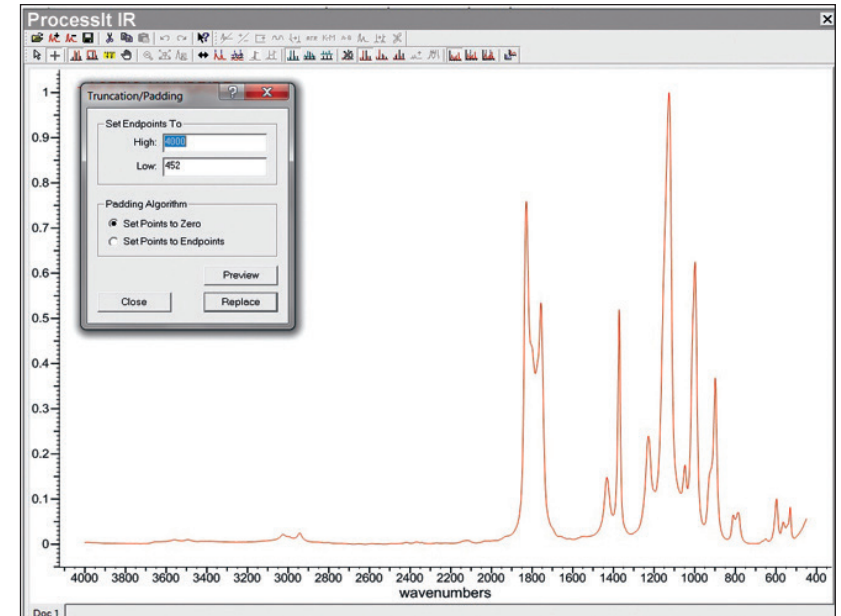 ProcessIt IR
Truncation/Padding
Set Endpoints To
High: 4000
Low: 452
Padding Algorithm
Set Points to Zero
Set Points to Endpoints
Preview
Close Replace
1
0.9
0.8
0.7
0.6
0.5
0.4
0.3
0.2
0.1
0
4000 3800 3600 3400 3200 3000 2800 2600 2400 2200 2000 1800 1600 1400 1200 1000 800 600 400
wavenumbers
Doc 1